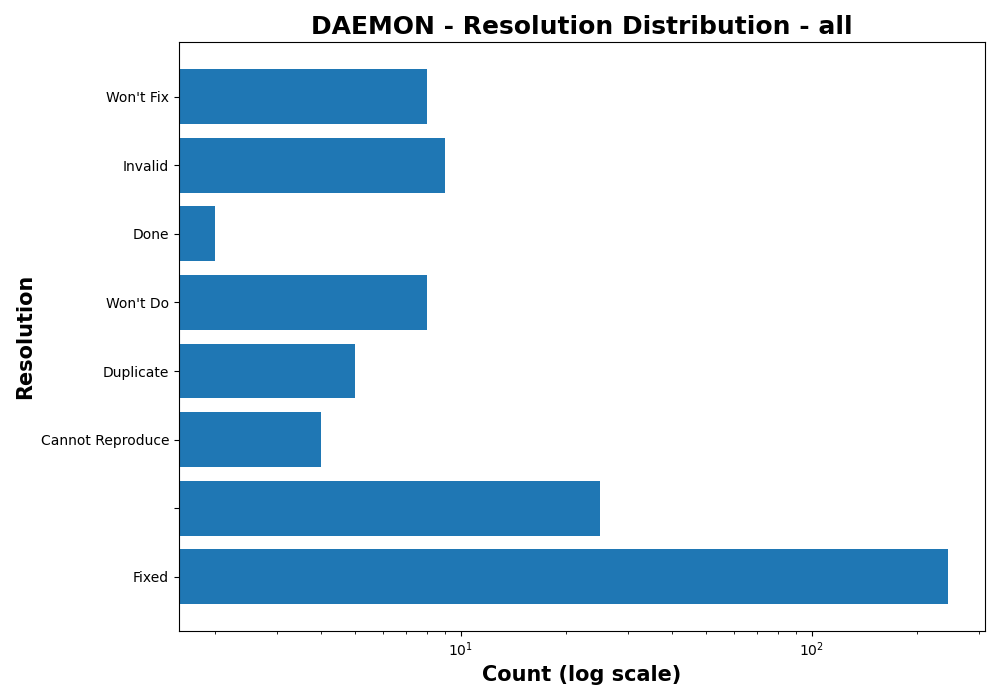 DAEMON - Resolution Distribution - all
Won't Fix
Invalid
Done
Won't Do
Duplicate
Cannot Reproduce
Fixed
Resolution
10¹
10²
Count (log scale)